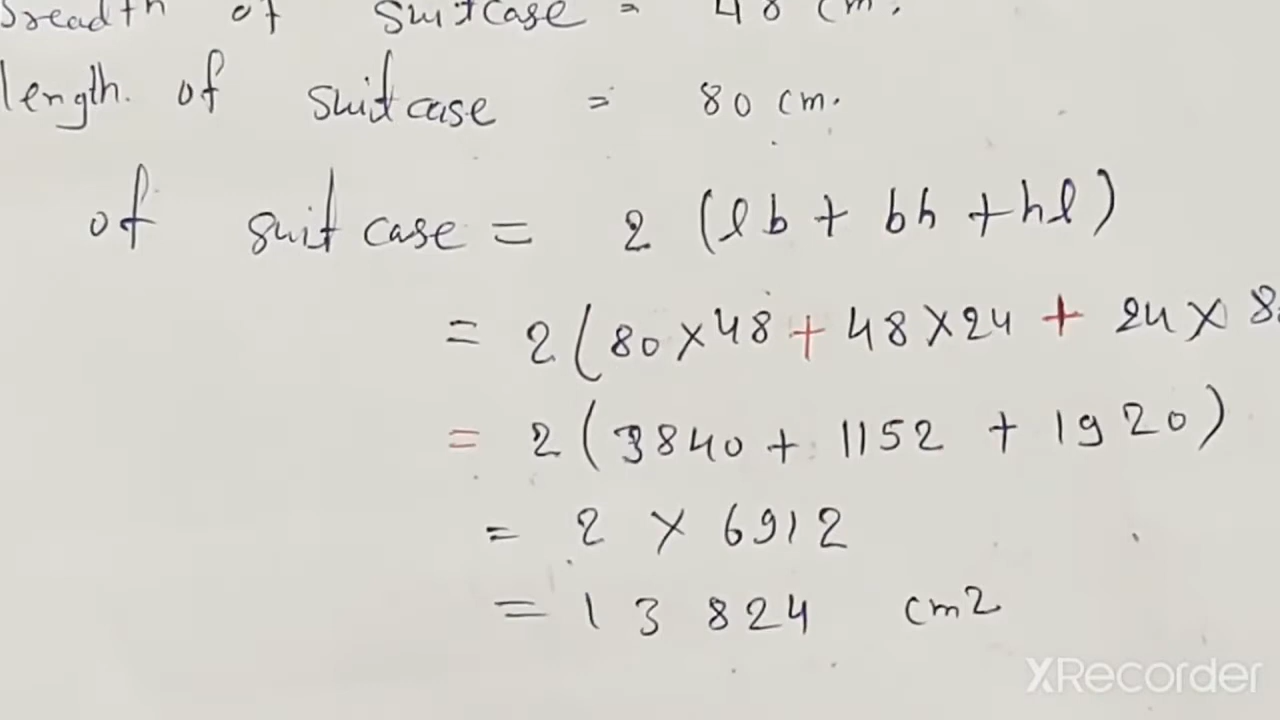 breadth of suitcase = 48 cm.
length. of suitcase = 80 cm.
of suitcase = 2 (lb + bh + hl)
= 2 ( 80 × 48 + 48 × 24 + 24 × 8
= 2 ( 3840 + 1152 + 1920 )
= 2 × 6912
= 13824 cm2
XRecorder